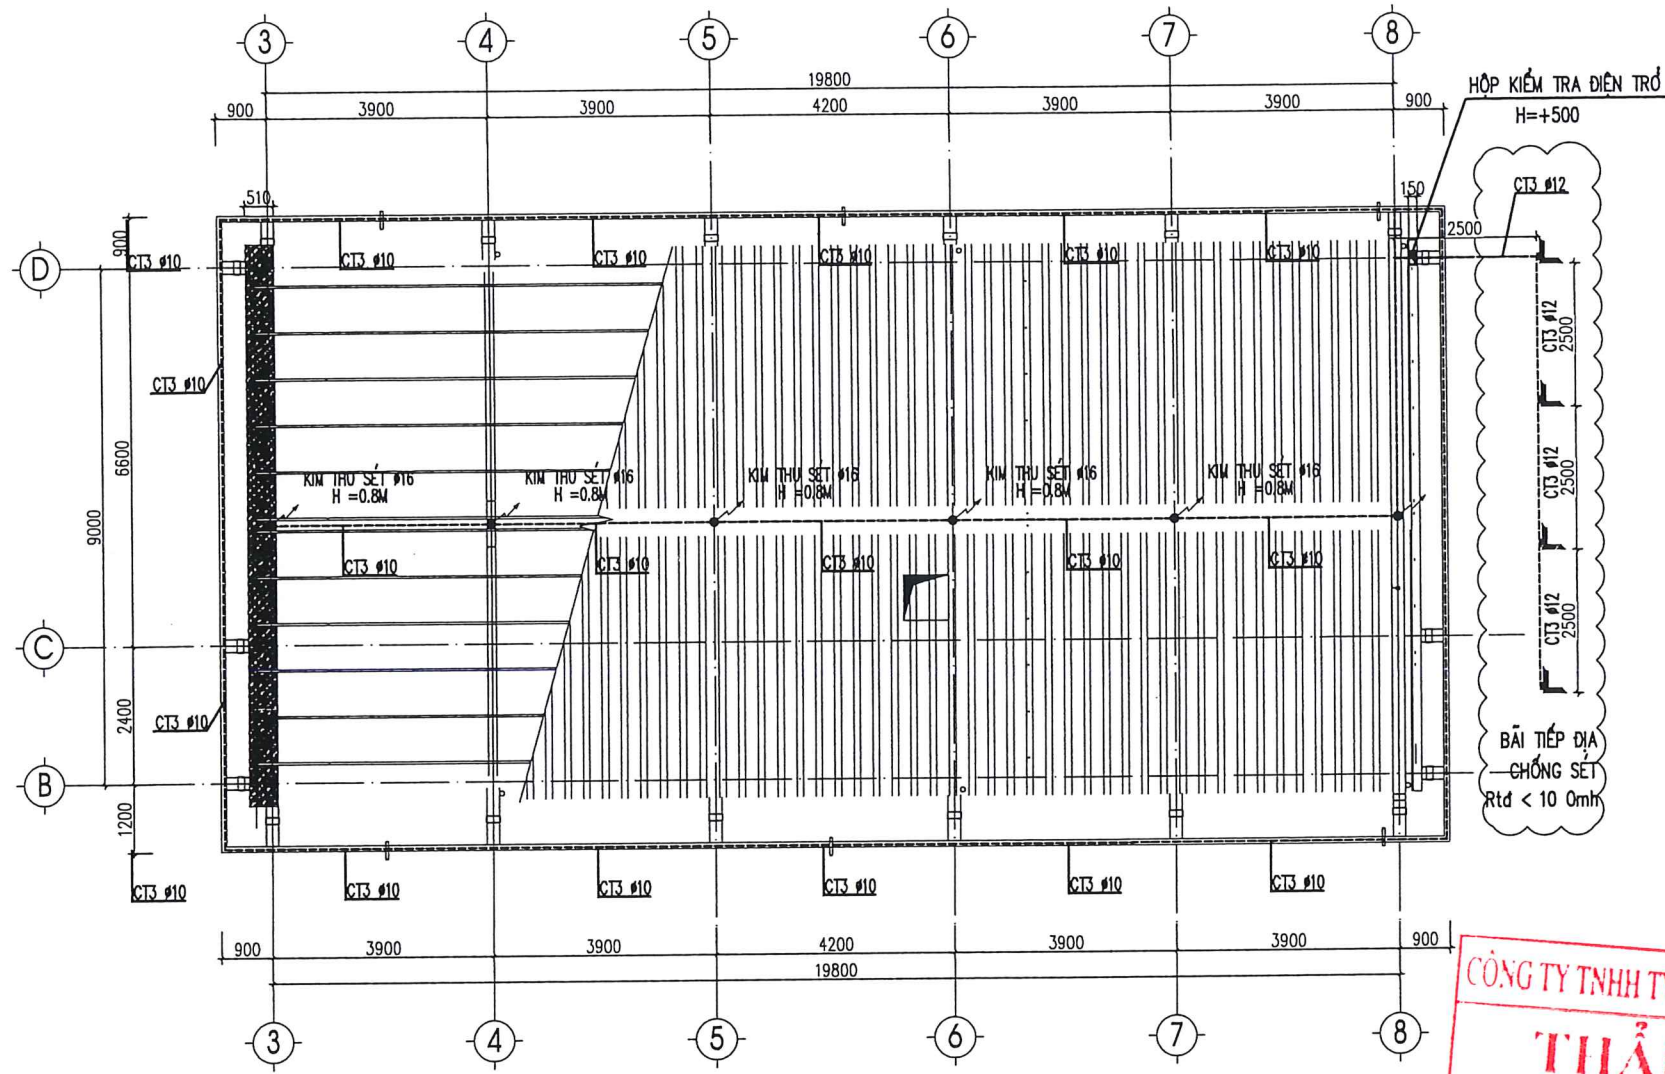 3
4
5
6
7
8
19800
900
3900
3900
4200
3900
3900
900
HỘP KIỂM TRA ĐIỆN TRỞ
H=+500
510
150
CT3 ø12
2500
900
CT3 ø10
CT3 ø10
CT3 ø10
CT3 ø10
CT3 ø10
CT3 ø10
D
CT3 ø12
2500
CT3 ø10
6600
9000
KIM THU SÉT ø16
H =0.8M
KIM THU SÉT ø16
H =0.8M
KIM THU SÉT ø16
H =0.8M
KIM THU SÉT ø16
H =0.8M
KIM THU SÉT ø16
H =0.8M
CT3 ø12
2500
CT3 ø10
CT3 ø10
CT3 ø10
CT3 ø10
CT3 ø10
CT3 ø12
2500
C
2400
CT3 ø10
BÃI TIẾP ĐỊA
CHỐNG SÉT
Rtd < 10 Omh
B
1200
CT3 ø10
CT3 ø10
CT3 ø10
CT3 ø10
CT3 ø10
CT3 ø10
900
3900
3900
4200
3900
3900
900
19800
3
4
5
6
7
8
CÔNG TY TNHH T